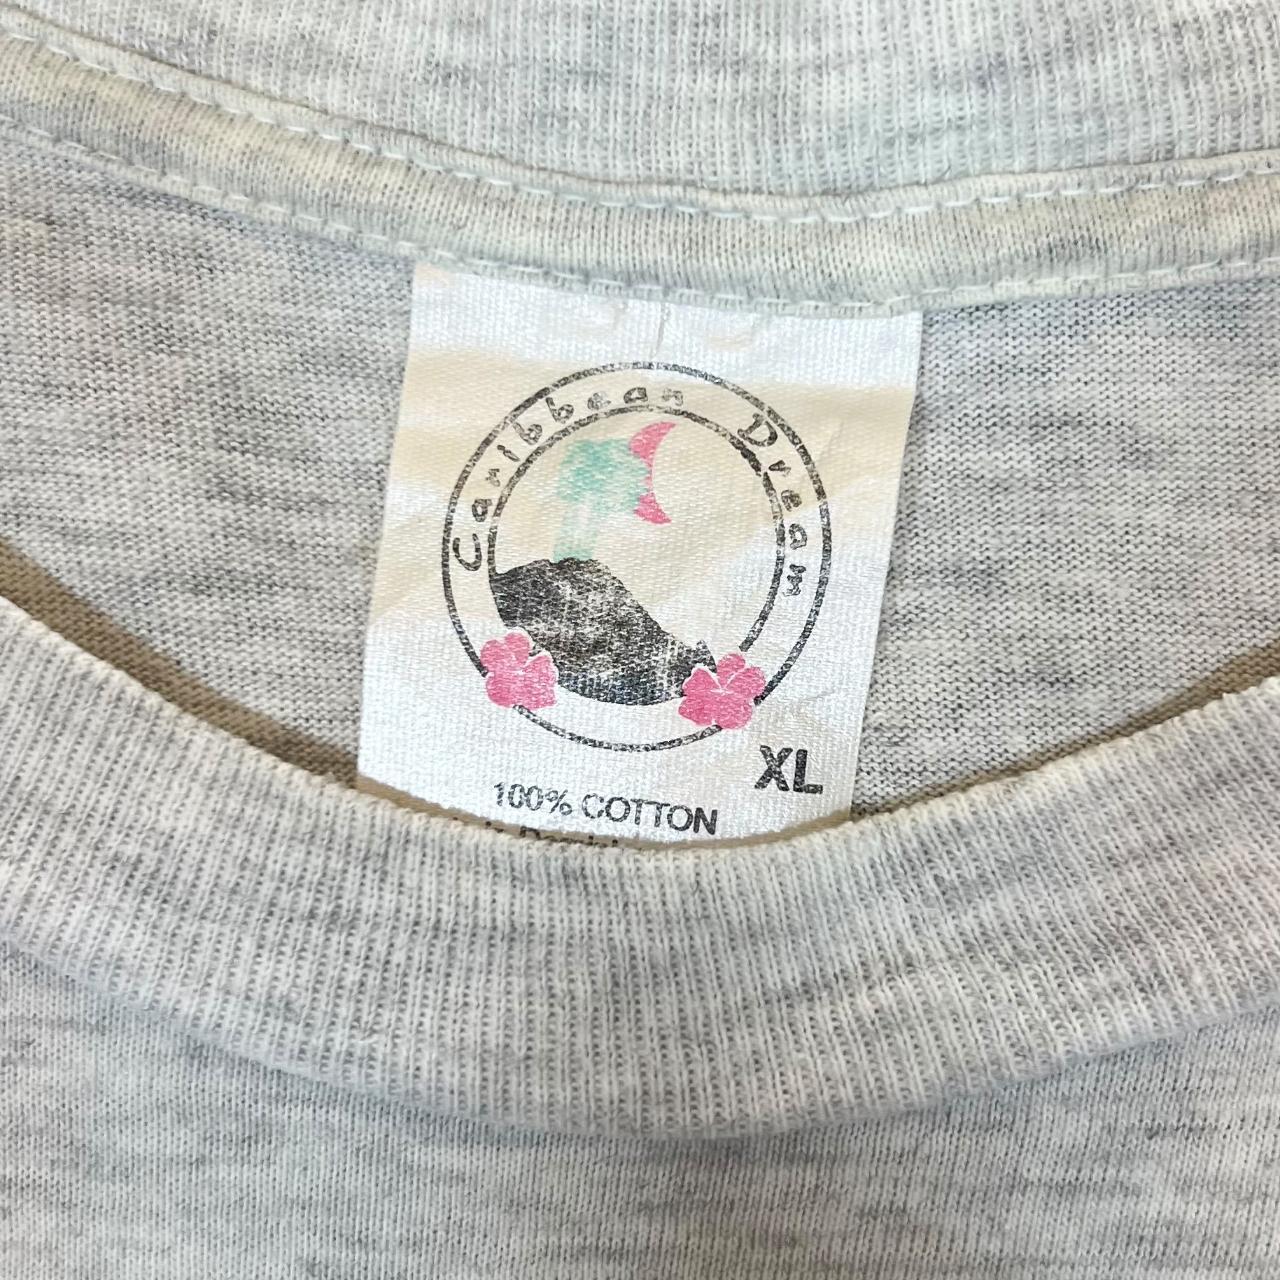 Caribbean Dream
XL
100% COTTON